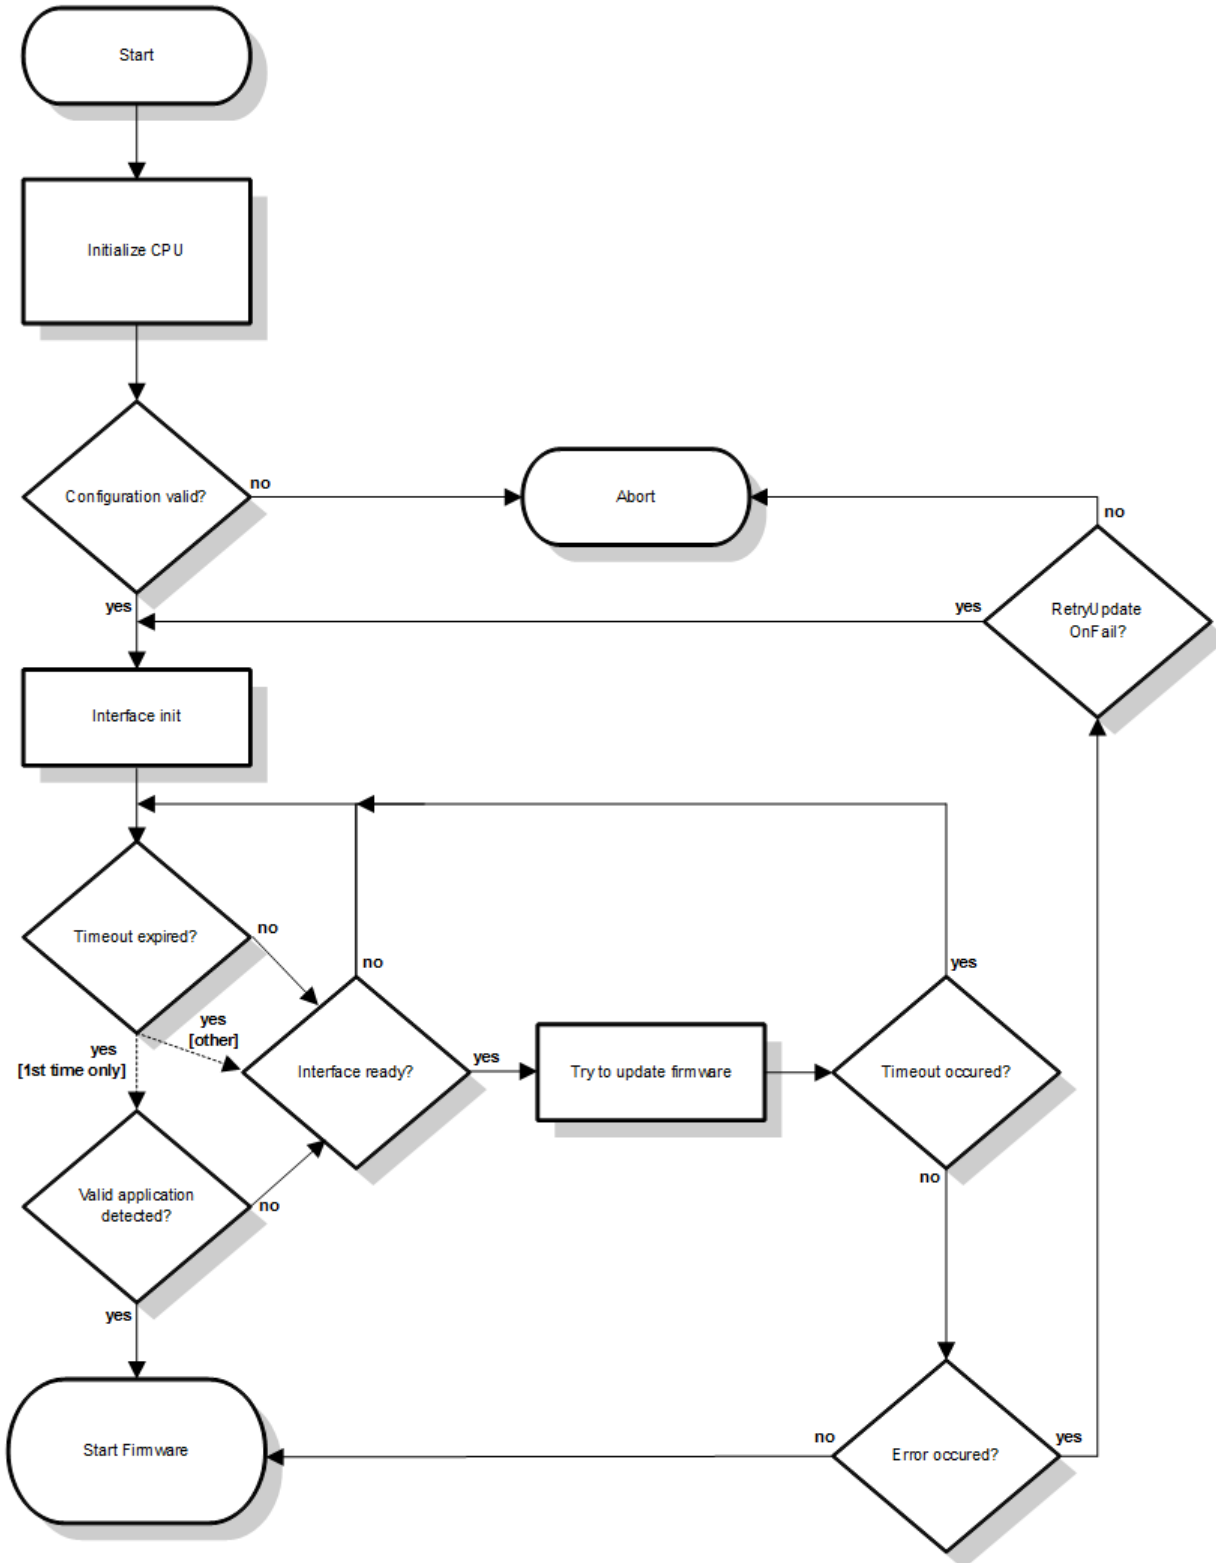 Start
Initialize CPU
Configuration valid?
no
Abort
no
yes
yes
RetryUpdate
OnFail?
Interface init
Timeout expired?
no
no
yes
yes
[other]
yes
[1st time only]
Interface ready?
yes
Try to update firmware
Timeout occured?
Valid application
detected?
no
no
yes
Start Firmware
no
Error occured?
yes